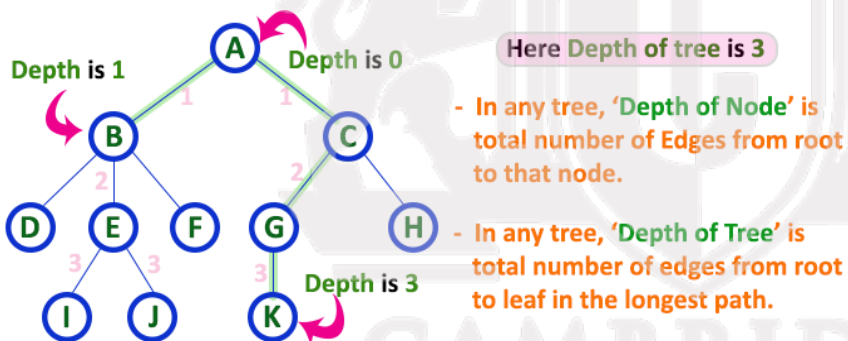 A
Depth is 1
Depth is 0
Here Depth of tree is 3
1
1
- In any tree, ‘Depth of Node’ is
total number of Edges from root
to that node.
B
C
2
2
D
E
F
G
H
- In any tree, ‘Depth of Tree’ is
total number of edges from root
to leaf in the longest path.
3
3
3
Depth is 3
I
J
K